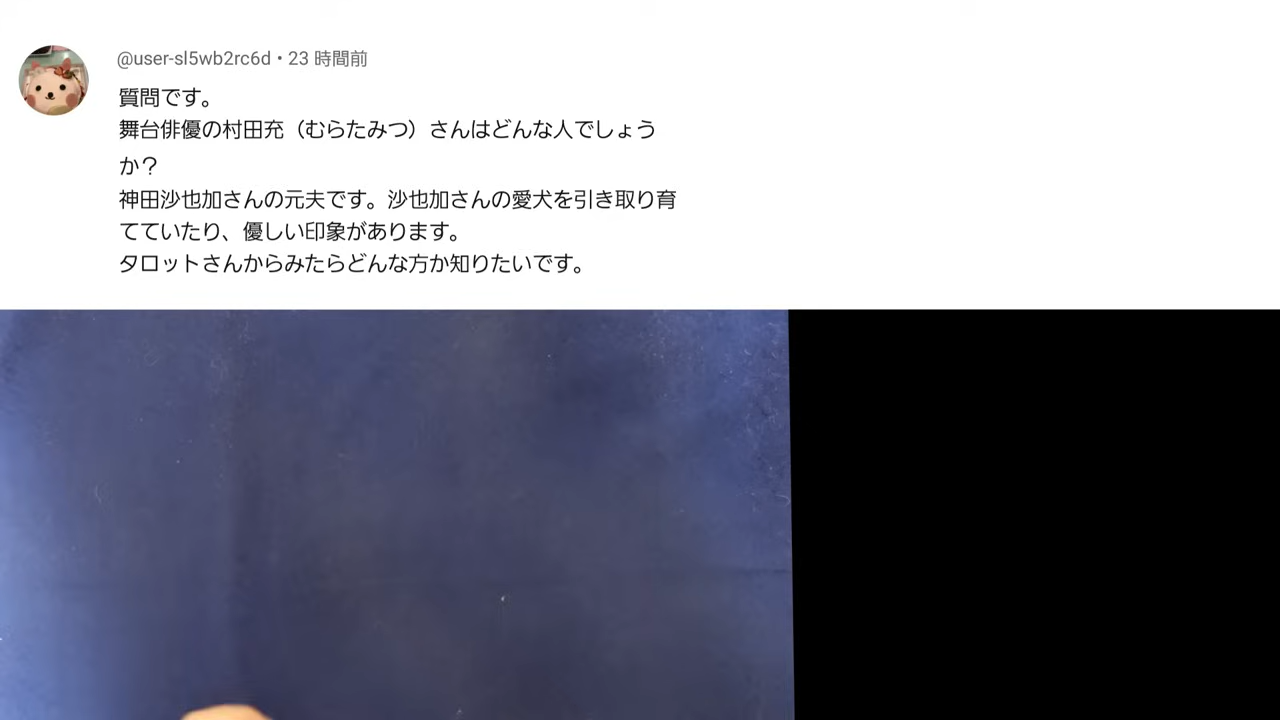 @user-sl5wb2rc6d • 23 時間前
質問です。
舞台俳優の村田充（むらたみつ）さんはどんな人でしょう
か？
神田沙也加さんの元夫です。沙也加さんの愛犬を引き取り育
てていたり、優しい印象があります。
タロットさんからみたらどんな方か知りたいです。